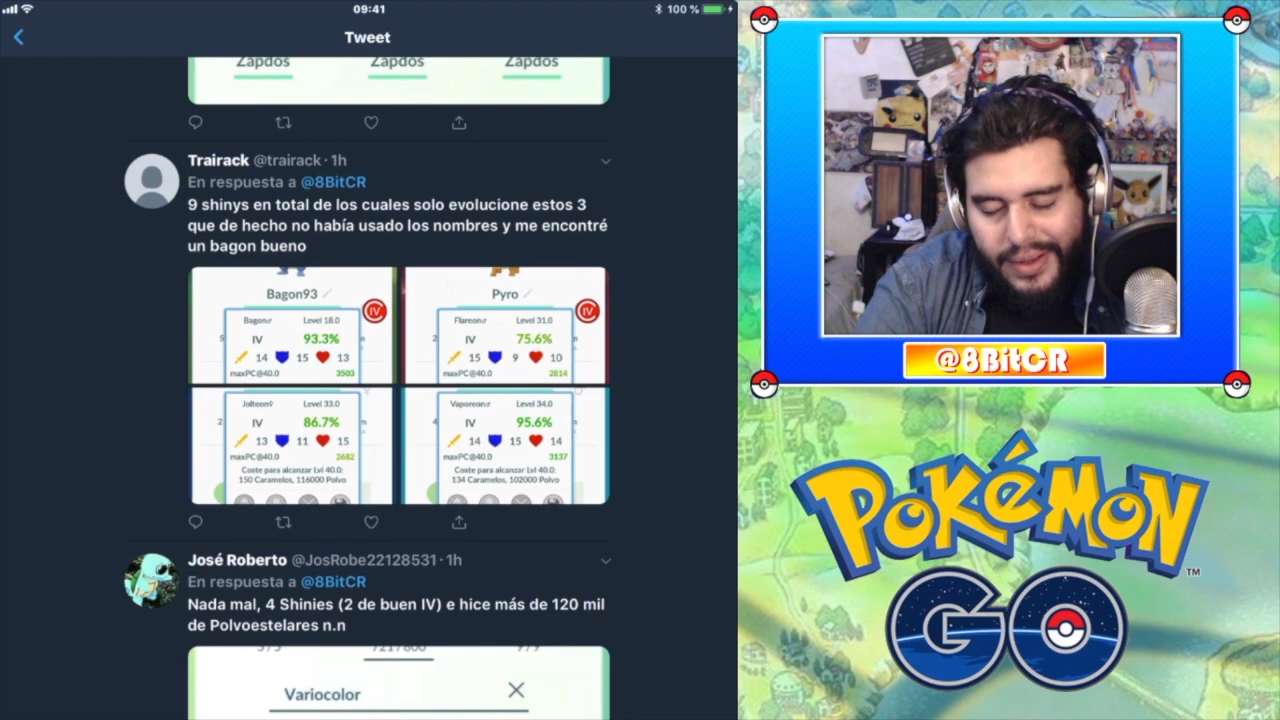 09:41
100 %
Tweet
Zapdos
Zapdos
Zapdos
Trairack @trairack · 1h
En respuesta a @8BitCR
9 shinys en total de los cuales solo evolucione estos 3
que de hecho no había usado los nombres y me encontré
un bagon bueno
Bagon93
IV
Bagon♂ Level 18.0
IV 93.3%
14 15 13
maxPC@40.0 3503
Pyro
IV
Flareon♂ Level 31.0
IV 75.6%
15 9 10
maxPC@40.0 2814
Jolteon♀ Level 33.0
IV 86.7%
13 11 15
maxPC@40.0 2682
Coste para alcanzar Lvl 40.0:
150 Caramelos, 116000 Polvo
Vaporeon♂ Level 34.0
IV 95.6%
14 15 14
maxPC@40.0 3137
Coste para alcanzar Lvl 40.0:
134 Caramelos, 102000 Polvo
José Roberto @JosRobe22128531 · 1h
En respuesta a @8BitCR
Nada mal, 4 Shinies (2 de buen IV) e hice más de 120 mil
de Polvoestelares n.n
Variocolor
@8BitCR
POKéMON
TM
GO